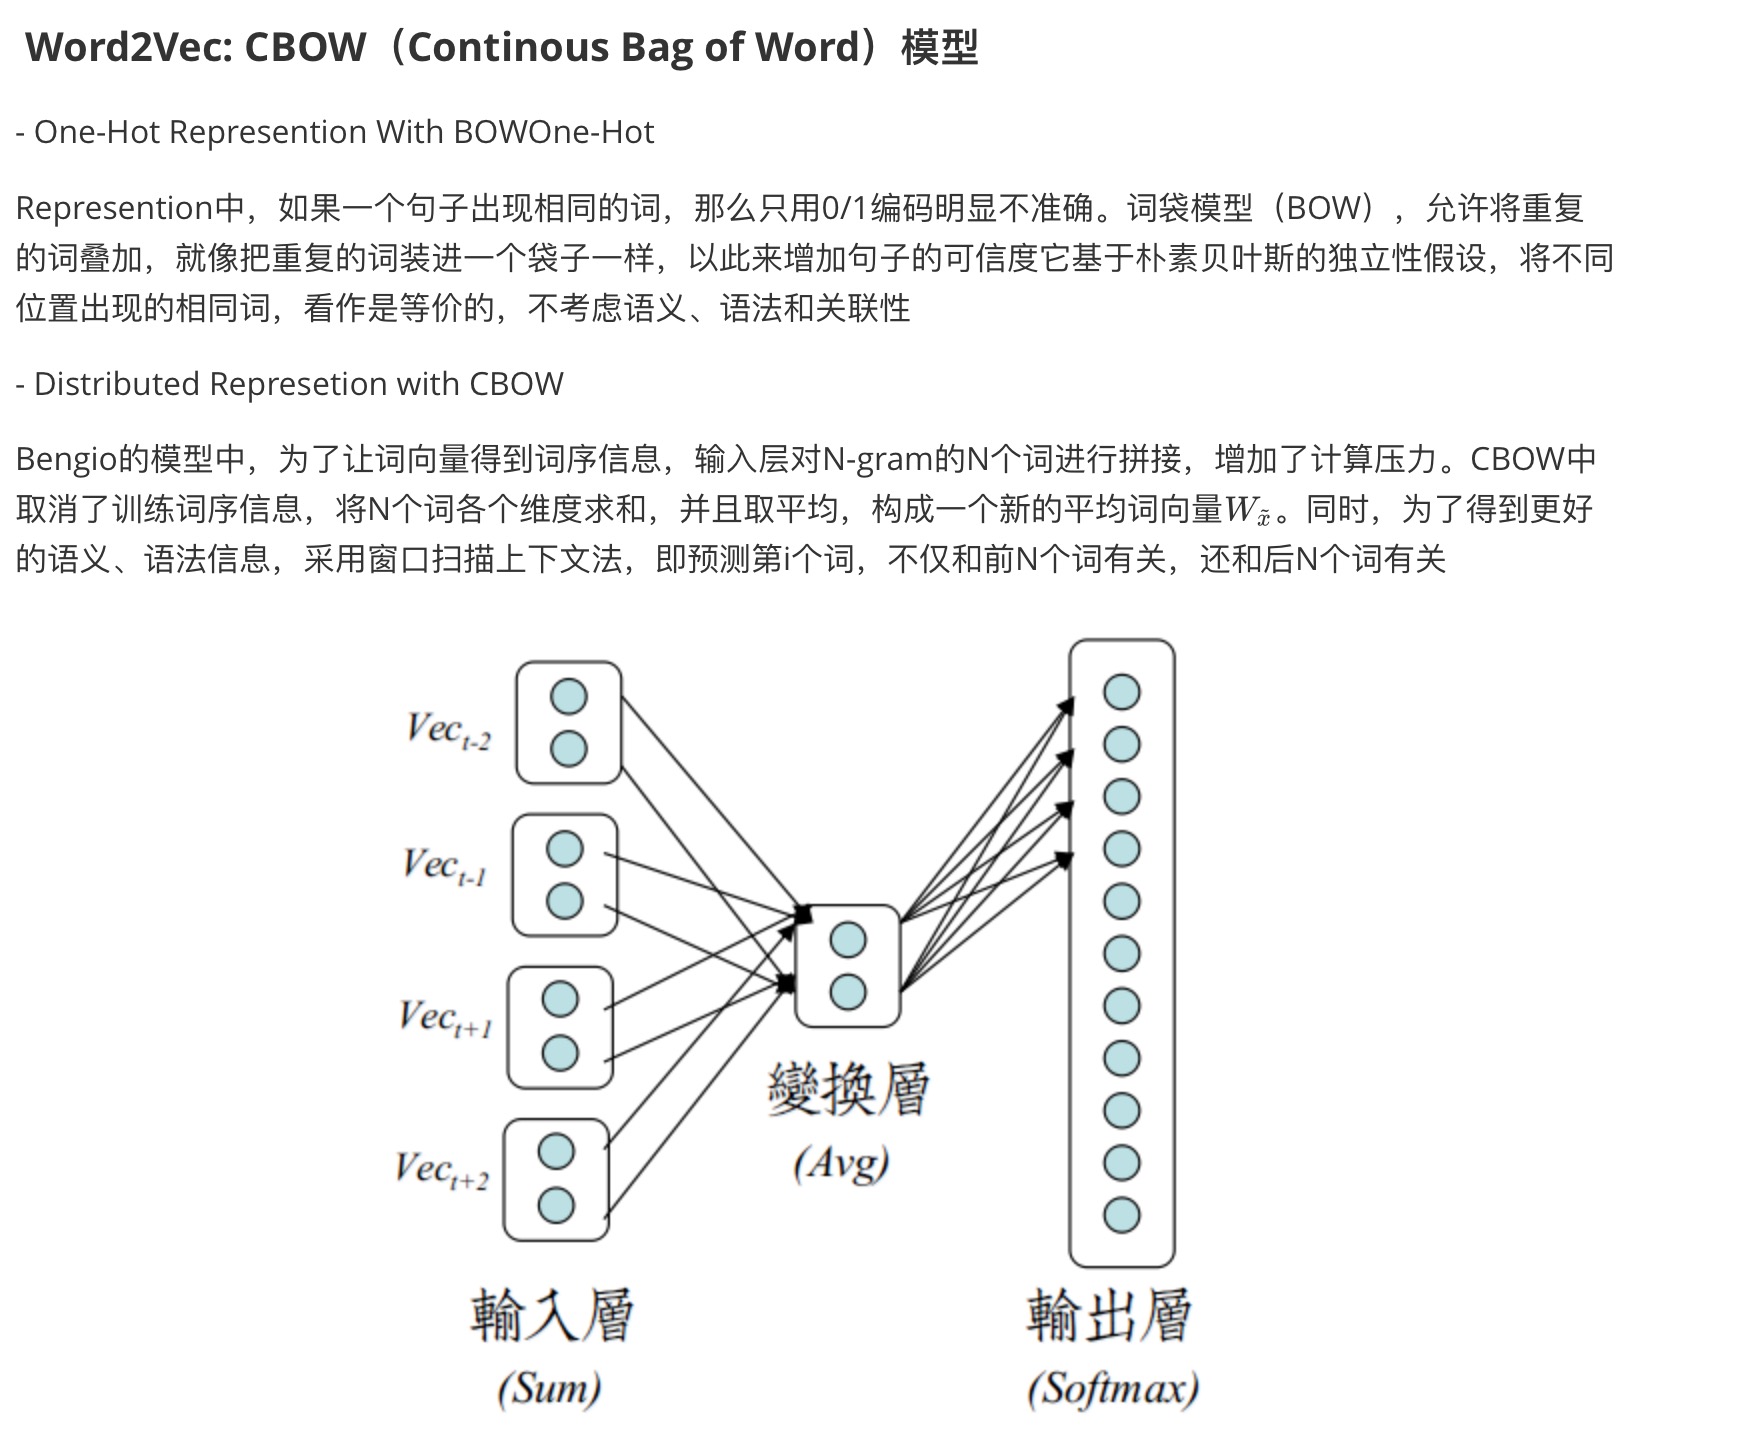 Word2Vec: CBOW（Continous Bag of Word）模型
- One-Hot Represention With BOWOne-Hot
Represention中，如果一个句子出现相同的词，那么只用0/1编码明显不准确。词袋模型（BOW），允许将重复
的词叠加，就像把重复的词装进一个袋子一样，以此来增加句子的可信度它基于朴素贝叶斯的独立性假设，将不同
位置出现的相同词，看作是等价的，不考虑语义、语法和关联性
- Distributed Represetion with CBOW
Bengio的模型中，为了让词向量得到词序信息，输入层对N-gram的N个词进行拼接，增加了计算压力。CBOW中
取消了训练词序信息，将N个词各个维度求和，并且取平均，构成一个新的平均词向量W_{\tilde{x}}。同时，为了得到更好
的语义、语法信息，采用窗口扫描上下文法，即预测第i个词，不仅和前N个词有关，还和后N个词有关
Vec_{t-2}
Vec_{t-1}
Vec_{t+1}
Vec_{t+2}
變換層
(Avg)
輸入層
(Sum)
輸出層
(Softmax)